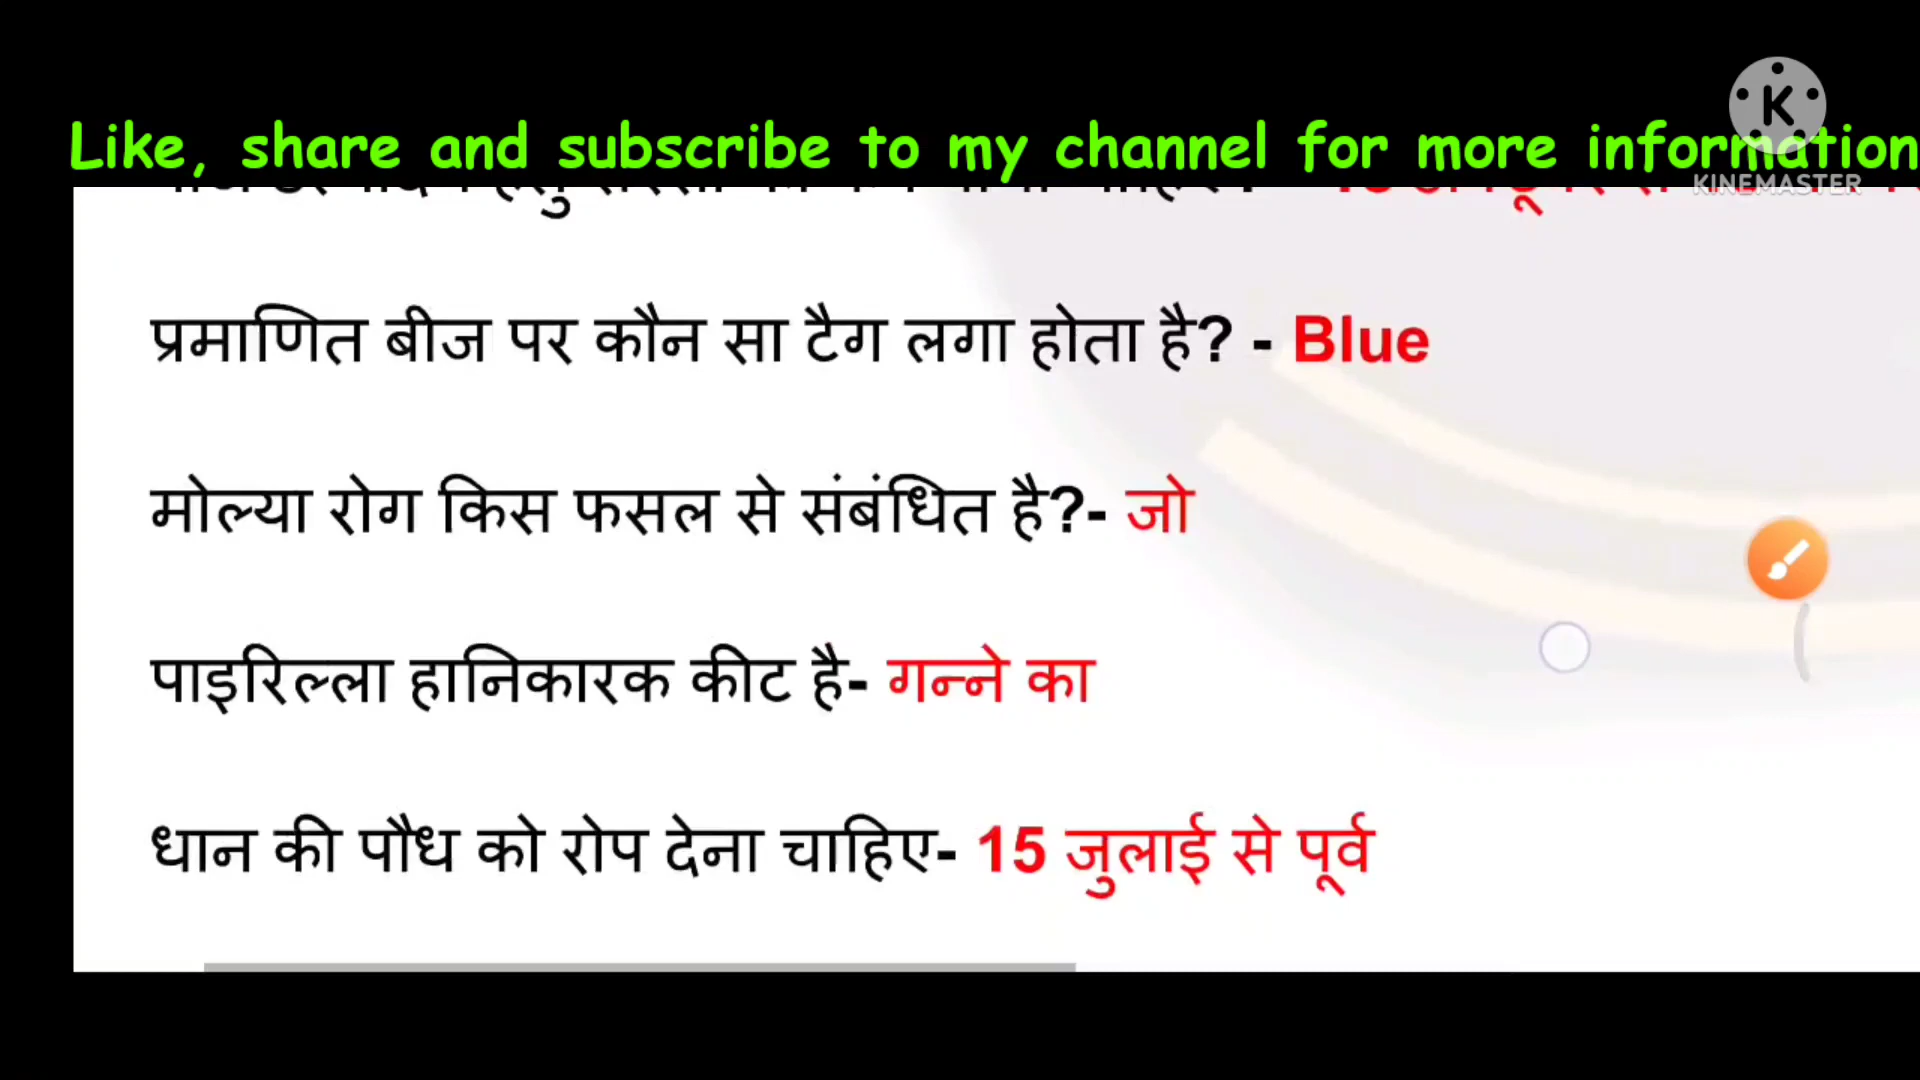 Like, share and subscribe to my channel for more information
KINEMASTER
प्रमाणित बीज पर कौन सा टैग लगा होता है? - Blue
मोल्या रोग किस फसल से संबंधित है?- जो
पाइरिल्ला हानिकारक कीट है- गन्ने का
धान की पौध को रोप देना चाहिए- 15 जुलाई से पूर्व